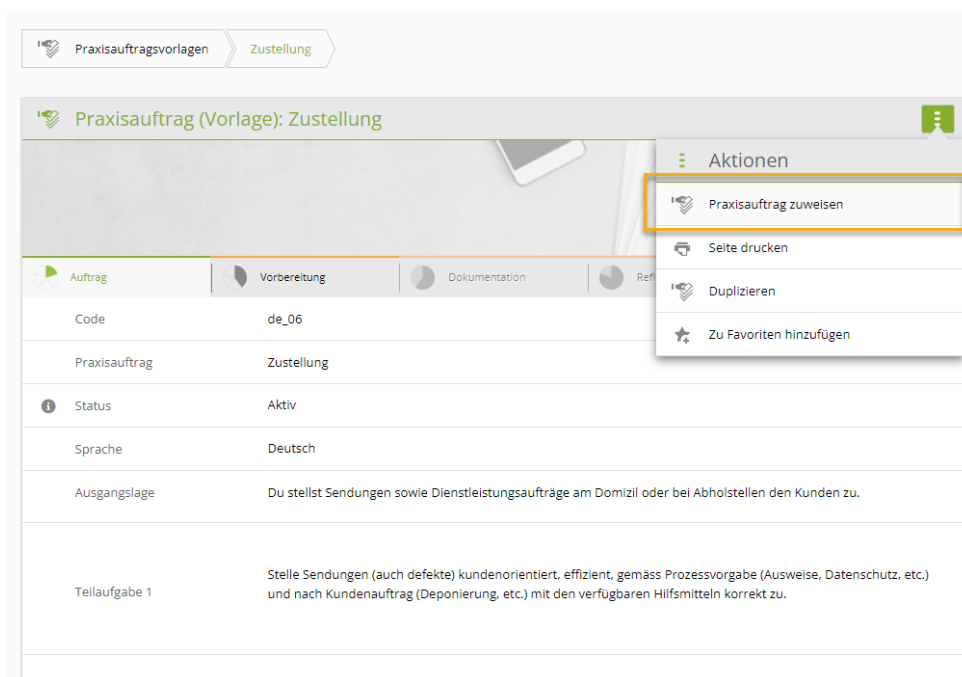 Praxisauftragsvorlagen
Zustellung
Praxisauftrag (Vorlage): Zustellung
Aktionen
Praxisauftrag zuweisen
Seite drucken
Duplizieren
Zu Favoriten hinzufügen
Auftrag
Vorbereitung
Dokumentation
Refl
Code
de_06
Praxisauftrag
Zustellung
Status
Aktiv
Sprache
Deutsch
Ausgangslage
Du stellst Sendungen sowie Dienstleistungsaufträge am Domizil oder bei Abholstellen den Kunden zu.
Teilaufgabe 1
Stelle Sendungen (auch defekte) kundenorientiert, effizient, gemäss Prozessvorgabe (Ausweise, Datenschutz, etc.)
und nach Kundenauftrag (Deponierung, etc.) mit den verfügbaren Hilfsmitteln korrekt zu.